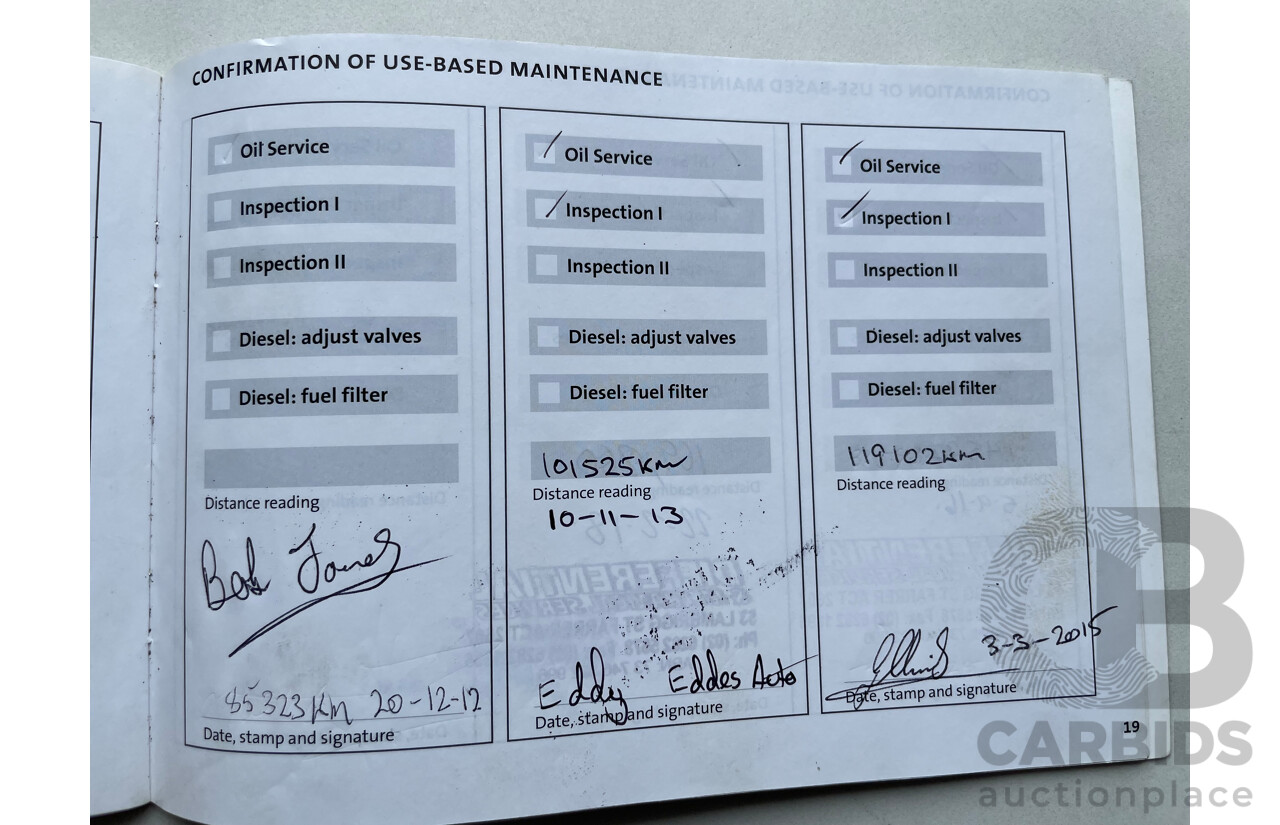 CONFIRMATION OF USE-BASED MAINTENANCE
Oil Service
Inspection I
Inspection II
Diesel: adjust valves
Diesel: fuel filter
Distance reading
Bob Jones
85323km 20-12-12
Date, stamp and signature
Oil Service
Inspection I
Inspection II
Diesel: adjust valves
Diesel: fuel filter
101525km
Distance reading
10-11-13
Eddy Eddes Auto
Date, stamp and signature
Oil Service
Inspection I
Inspection II
Diesel: adjust valves
Diesel: fuel filter
119102km
Distance reading
3-3-2015
Date, stamp and signature
19
CB
CARBIDS
auctionplace